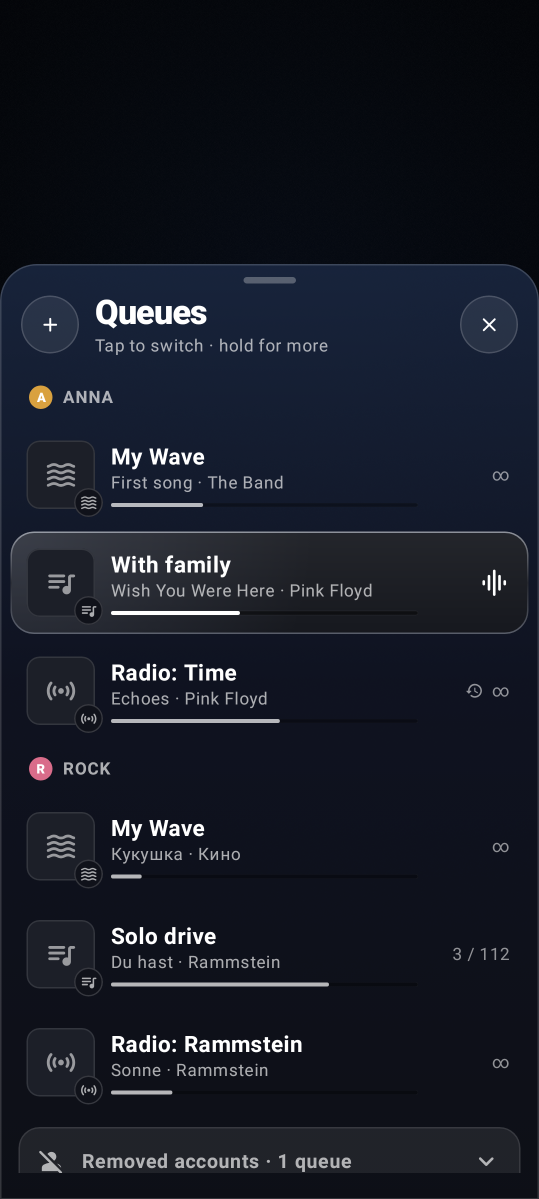 Queues
Tap to switch · hold for more
A ANNA
My Wave
First song · The Band
∞
With family
Wish You Were Here · Pink Floyd
Radio: Time
Echoes · Pink Floyd
∞
R ROCK
My Wave
Кукушка · Кино
∞
Solo drive
Du hast · Rammstein
3 / 112
Radio: Rammstein
Sonne · Rammstein
∞
Removed accounts · 1 queue